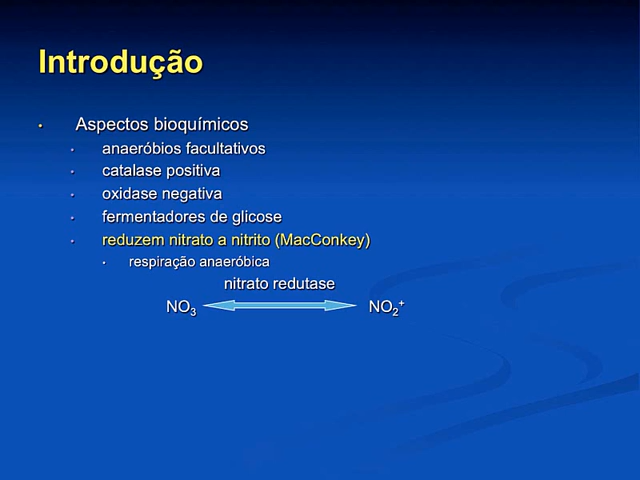 Introdução
• Aspectos bioquímicos
• anaeróbios facultativos
• catalase positiva
• oxidase negativa
• fermentadores de glicose
• reduzem nitrato a nitrito (MacConkey)
• respiração anaeróbica
nitrato redutase
NO₃ NO₂⁺